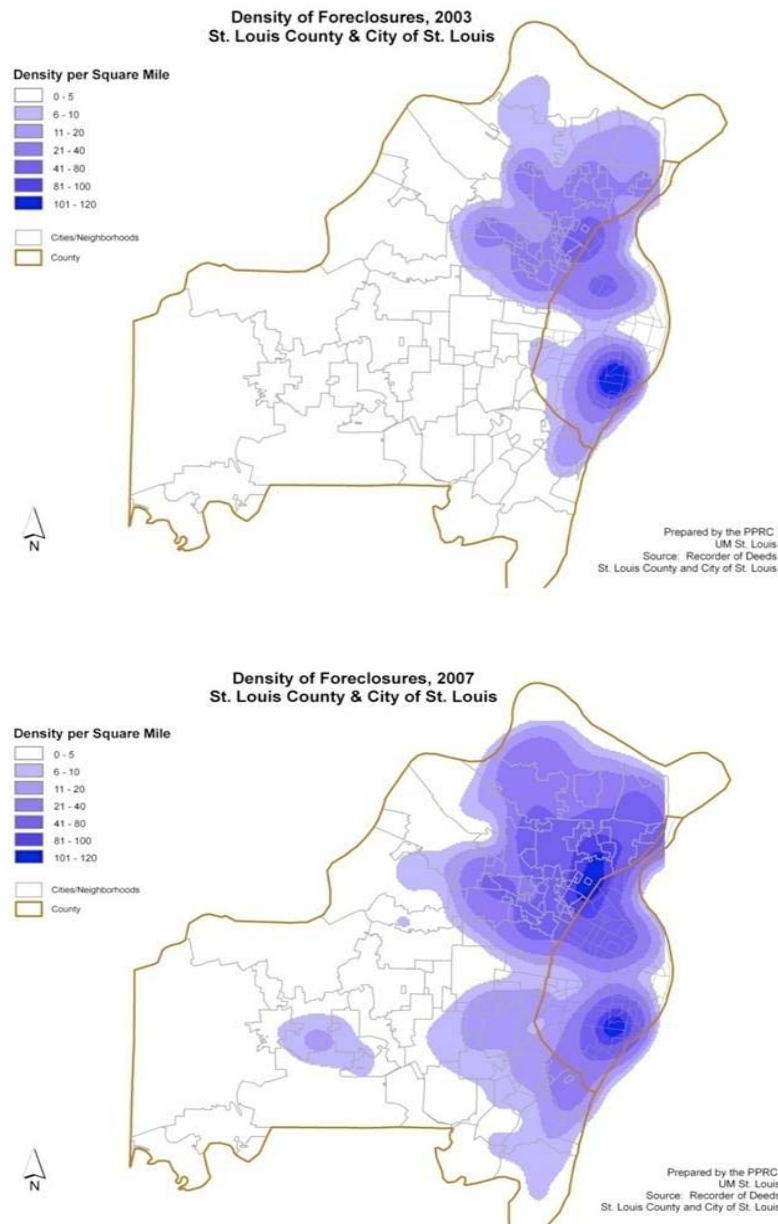 Density of Foreclosures, 2003
St. Louis County & City of St. Louis
Density per Square Mile
0 - 5
6 - 10
11 - 20
21 - 40
41 - 80
81 - 100
101 - 120
Cities/Neighborhoods
County
N
Prepared by the PPRC
UM St. Louis
Source: Recorder of Deeds
St. Louis County and City of St. Louis
Density of Foreclosures, 2007
St. Louis County & City of St. Louis
Density per Square Mile
0 - 5
6 - 10
11 - 20
21 - 40
41 - 80
81 - 100
101 - 120
Cities/Neighborhoods
County
N
Prepared by the PPRC
UM St. Louis
Source: Recorder of Deeds
St. Louis County and City of St. Louis